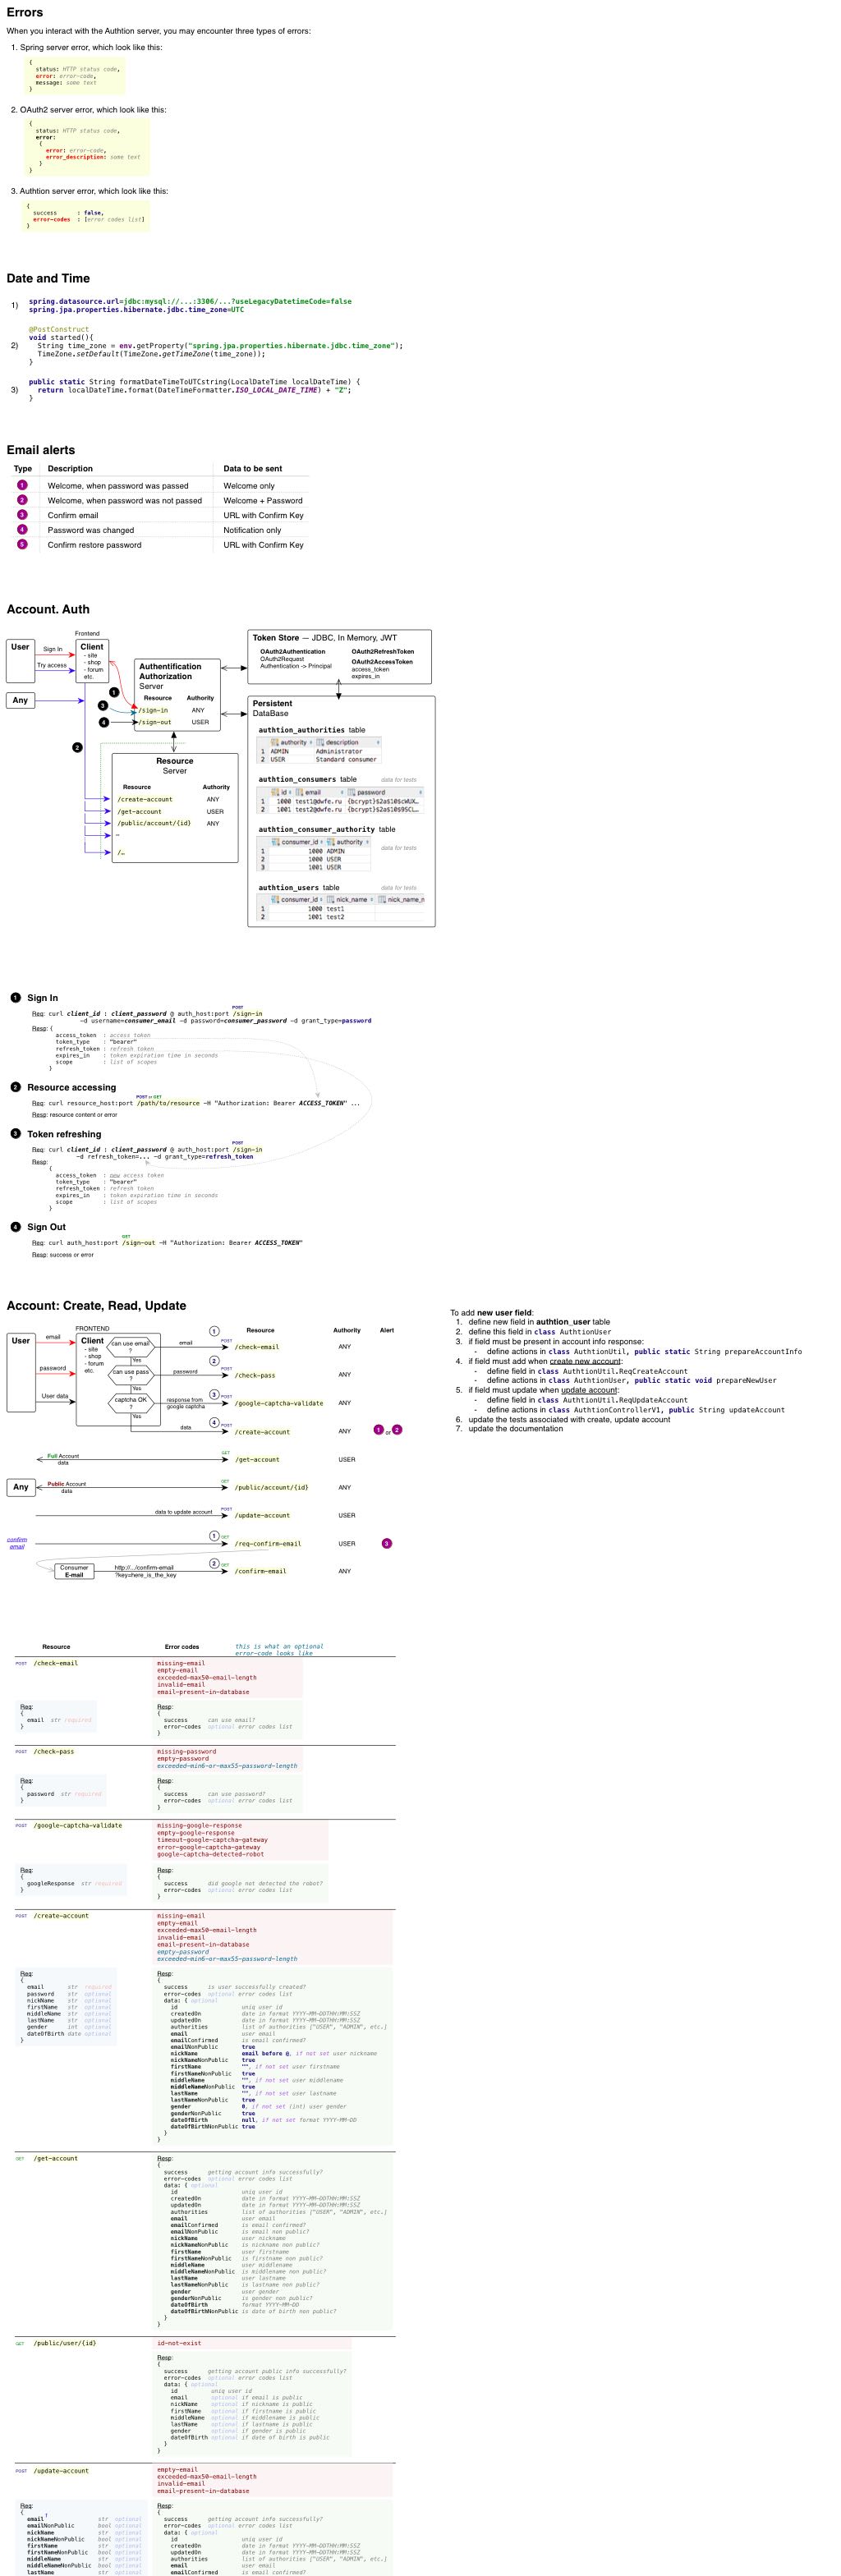 Errors
When you interact with the Authtion server, you may encounter three types of errors:
1. Spring server error, which look like this:
{
status: HTTP status code,
error: error-code,
message: some text
}
2. OAuth2 server error, which look like this:
{
status: HTTP status code,
error:
{
error: error-code,
error_description: some text
}
}
3. Authtion server error, which look like this:
{
success : false,
error-codes : [error codes list]
}
Date and Time
1) spring.datasource.url=jdbc:mysql://...:3306/...?useLegacyDatetimeCode=false
spring.jpa.properties.hibernate.jdbc.time_zone=UTC
@PostConstruct
void started(){
2) String time_zone = env.getProperty("spring.jpa.properties.hibernate.jdbc.time_zone");
TimeZone.setDefault(TimeZone.getTimeZone(time_zone));
}
public static String formatDateTimeToUTCstring(LocalDateTime localDateTime) {
3) return localDateTime.format(DateTimeFormatter.ISO_LOCAL_DATE_TIME) + "Z";
}
Email alerts
Type Description Data to be sent
1 Welcome, when password was passed Welcome only
2 Welcome, when password was not passed Welcome + Password
3 Confirm email URL with Confirm Key
4 Password was changed Notification only
5 Confirm restore password URL with Confirm Key
Account. Auth
User
Sign In
Try access
Any
Frontend
Client
- site
- shop
- forum
etc.
1
3
4
2
Authentification
Authorization
Server
Resource Authority
/sign-in ANY
/sign-out USER
Resource
Server
Resource Authority
/create-account ANY
/get-account USER
/public/account/{id} ANY
…
/…
Token Store — JDBC, In Memory, JWT
OAuth2Authentication
OAuth2Request
Authentication -> Principal
OAuth2RefreshToken
OAuth2AccessToken
access_token
expires_in
Persistent
DataBase
authtion_authorities table
authority description
1 ADMIN Administrator
2 USER Standard consumer
authtion_consumers table data for tests
id email password
1 1000 test1@dwfe.ru {bcrypt}$2a$10$cWUX…
2 1001 test2@dwfe.ru {bcrypt}$2a$10$9SCL…
authtion_consumer_authority table
data for tests
consumer_id authority
1 1000 ADMIN
2 1000 USER
3 1001 USER
authtion_users table data for tests
consumer_id nick_name nick_name_n
1 1000 test1
2 1001 test2
1 Sign In
POST
Req: curl client_id : client_password @ auth_host:port /sign-in
-d username=consumer_email -d password=consumer_password -d grant_type=password
Resp: {
access_token : access token
token_type : "bearer"
refresh_token : refresh token
expires_in : token expiration time in seconds
scope : list of scopes
}
2 Resource accessing
POST or GET
Req: curl resource_host:port /path/to/resource -H "Authorization: Bearer ACCESS_TOKEN" ...
Resp: resource content or error
3 Token refreshing
POST
Req: curl client_id : client_password @ auth_host:port /sign-in
-d refresh_token=... -d grant_type=refresh_token
Resp:
{
access_token : new access token
token_type : "bearer"
refresh_token : refresh token
expires_in : token expiration time in seconds
scope : list of scopes
}
4 Sign Out
GET
Req: curl auth_host:port /sign-out -H "Authorization: Bearer ACCESS_TOKEN"
Resp: success or error
Account: Create, Read, Update
User
email
password
User data
FRONTEND
Client
- site
- shop
- forum
etc.
can use email
?
Yes
can use pass
?
Yes
captcha OK
?
Yes
Resource Authority Alert
email 1 POST /check-email ANY
password 2 POST /check-pass ANY
response from
google captcha
3 POST /google-captcha-validate ANY
data 4 POST /create-account ANY 1 or 2
Full Account
data
GET /get-account USER
Any
Public Account
data
GET /public/account/{id} ANY
data to update account POST /update-account USER
confirm
email
1 GET /req-confirm-email USER 3
Consumer
E-mail
http://.../confirm-email
?key=here_is_the_key
2 GET /confirm-email ANY
To add new user field:
1. define new field in authtion_user table
2. define this field in class AuthtionUser
3. if field must be present in account info response:
- define actions in class AuthtionUtil, public static String prepareAccountInfo
4. if field must add when create new account:
- define field in class AuthtionUtil.ReqCreateAccount
- define actions in class AuthtionUser, public static void prepareNewUser
5. if field must update when update account:
- define field in class AuthtionUtil.ReqUpdateAccount
- define actions in class AuthtionControllerV1, public String updateAccount
6. update the tests associated with create, update account
7. update the documentation
Resource Error codes this is what an optional
error-code looks like
POST /check-email
missing-email
empty-email
exceeded-max50-email-length
invalid-email
email-present-in-database
Req:
{
email str required
}
Resp:
{
success can use email?
error-codes optional error codes list
}
POST /check-pass
missing-password
empty-password
exceeded-min6-or-max55-password-length
Req:
{
password str required
}
Resp:
{
success can use password?
error-codes optional error codes list
}
POST /google-captcha-validate
missing-google-response
empty-google-response
timeout-google-captcha-gateway
error-google-captcha-gateway
google-captcha-detected-robot
Req:
{
googleResponse str required
}
Resp:
{
success did google not detected the robot?
error-codes optional error codes list
}
POST /create-account
missing-email
empty-email
exceeded-max50-email-length
invalid-email
email-present-in-database
empty-password
exceeded-min6-or-max55-password-length
Req:
{
email str required
password str optional
nickName str optional
firstName str optional
middleName str optional
lastName str optional
gender int optional
dateOfBirth date optional
}
Resp:
{
success is user successfully created?
error-codes optional error codes list
data: { optional
id uniq user id
createdOn date in format YYYY-MM-DDTHH:MM:SSZ
updatedOn date in format YYYY-MM-DDTHH:MM:SSZ
authorities list of authorities ["USER", "ADMIN", etc.]
email user email
emailConfirmed is email confirmed?
emailNonPublic true
nickName email before @, if not set user nickname
nickNameNonPublic true
firstName "", if not set user firstname
firstNameNonPublic true
middleName "", if not set user middlename
middleNameNonPublic true
lastName "", if not set user lastname
lastNameNonPublic true
gender 0, if not set (int) user gender
genderNonPublic true
dateOfBirth null, if not set format YYYY-MM-DD
dateOfBirthNonPublic true
}
}
GET /get-account
Resp:
{
success getting account info successfully?
error-codes optional error codes list
data: { optional
id uniq user id
createdOn date in format YYYY-MM-DDTHH:MM:SSZ
updatedOn date in format YYYY-MM-DDTHH:MM:SSZ
authorities list of authorities ["USER", "ADMIN", etc.]
email user email
emailConfirmed is email confirmed?
emailNonPublic is email non public?
nickName user nickname
nickNameNonPublic is nickname non public?
firstName user firstname
firstNameNonPublic is firstname non public?
middleName user middlename
middleNameNonPublic is middlename non public?
lastName user lastname
lastNameNonPublic is lastname non public?
gender user gender
genderNonPublic is gender non public?
dateOfBirth format YYYY-MM-DD
dateOfBirthNonPublic is date of birth non public?
}
}
GET /public/user/{id}
id-not-exist
Resp:
{
success getting account public info successfully?
error-codes optional error codes list
data: { optional
id uniq user id
email optional if email is public
nickName optional if nickname is public
firstName optional if firstname is public
middleName optional if middlename is public
lastName optional if lastname is public
gender optional if gender is public
dateOfBirth optional if date of birth is public
}
}
POST /update-account
empty-email
exceeded-max50-email-length
invalid-email
email-present-in-database
Req:
{
email str optional
emailNonPublic bool optional
nickName str optional
nickNameNonPublic bool optional
firstName str optional
firstNameNonPublic bool optional
middleName str optional
middleNameNonPublic bool optional
lastName str optional
Resp:
{
success getting account info successfully?
error-codes optional error codes list
data: { optional
id uniq user id
createdOn date in format YYYY-MM-DDTHH:MM:SSZ
updatedOn date in format YYYY-MM-DDTHH:MM:SSZ
authorities list of authorities ["USER", "ADMIN", etc.]
email user email
emailConfirmed is email confirmed?